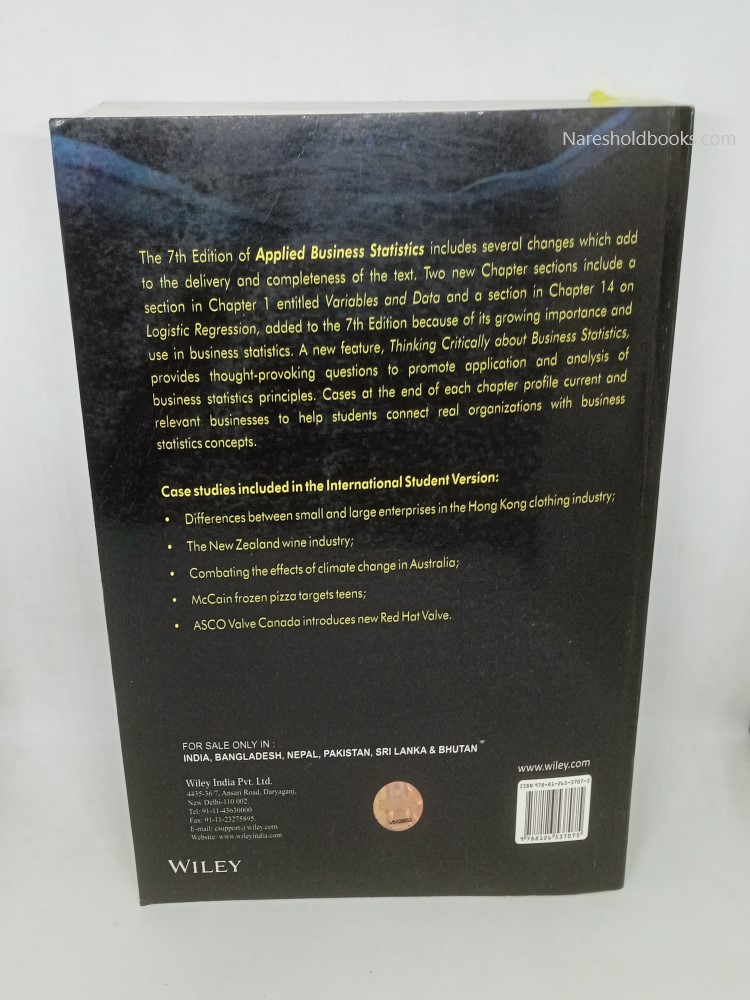 Naresholdbooks.com
The 7th Edition of Applied Business Statistics includes several changes which add
to the delivery and completeness of the text. Two new Chapter sections include a
section in Chapter 1 entitled Variables and Data and a section in Chapter 14 on
Logistic Regression, added to the 7th Edition because of its growing importance and
use in business statistics. A new feature, Thinking Critically about Business Statistics,
provides thought-provoking questions to promote application and analysis of
business statistics principles. Cases at the end of each chapter profile current and
relevant businesses to help students connect real organizations with business
statistics concepts.
Case studies included in the International Student Version:
• Differences between small and large enterprises in the Hong Kong clothing industry;
• The New Zealand wine industry;
• Combating the effects of climate change in Australia;
• McCain frozen pizza targets teens;
• ASCO Valve Canada introduces new Red Hat Valve.
FOR SALE ONLY IN :
INDIA, BANGLADESH, NEPAL, PAKISTAN, SRI LANKA & BHUTAN
Wiley India Pvt. Ltd.
4435-36/7, Ansari Road, Daryaganj,
New Delhi-110 002.
Tel: 91-11-43630000
Fax: 91-11-23275895.
E-mail: csupport@wiley.com
Website: www.wileyindia.com
WILEY
www.wiley.com
ISBN 978-81-265-3707-5